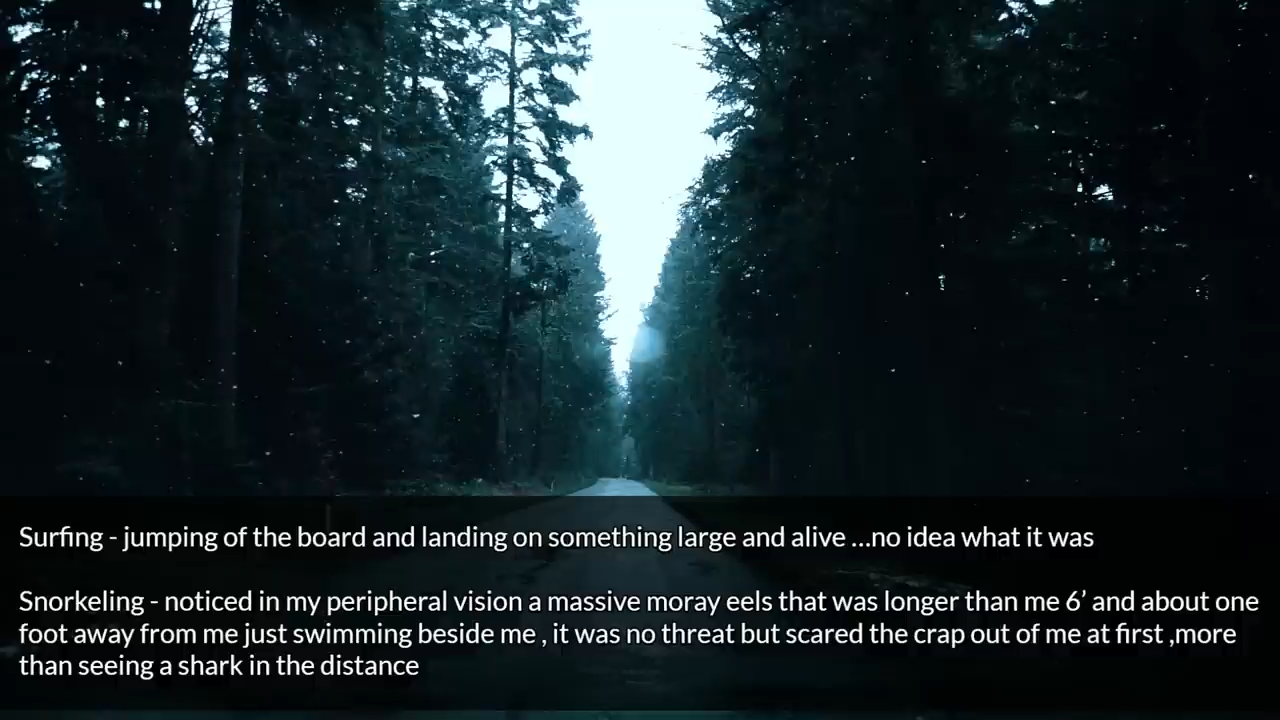 Surfing - jumping of the board and landing on something large and alive ...no idea what it was
Snorkeling - noticed in my peripheral vision a massive moray eels that was longer than me 6’ and about one
foot away from me just swimming beside me , it was no threat but scared the crap out of me at first ,more
than seeing a shark in the distance